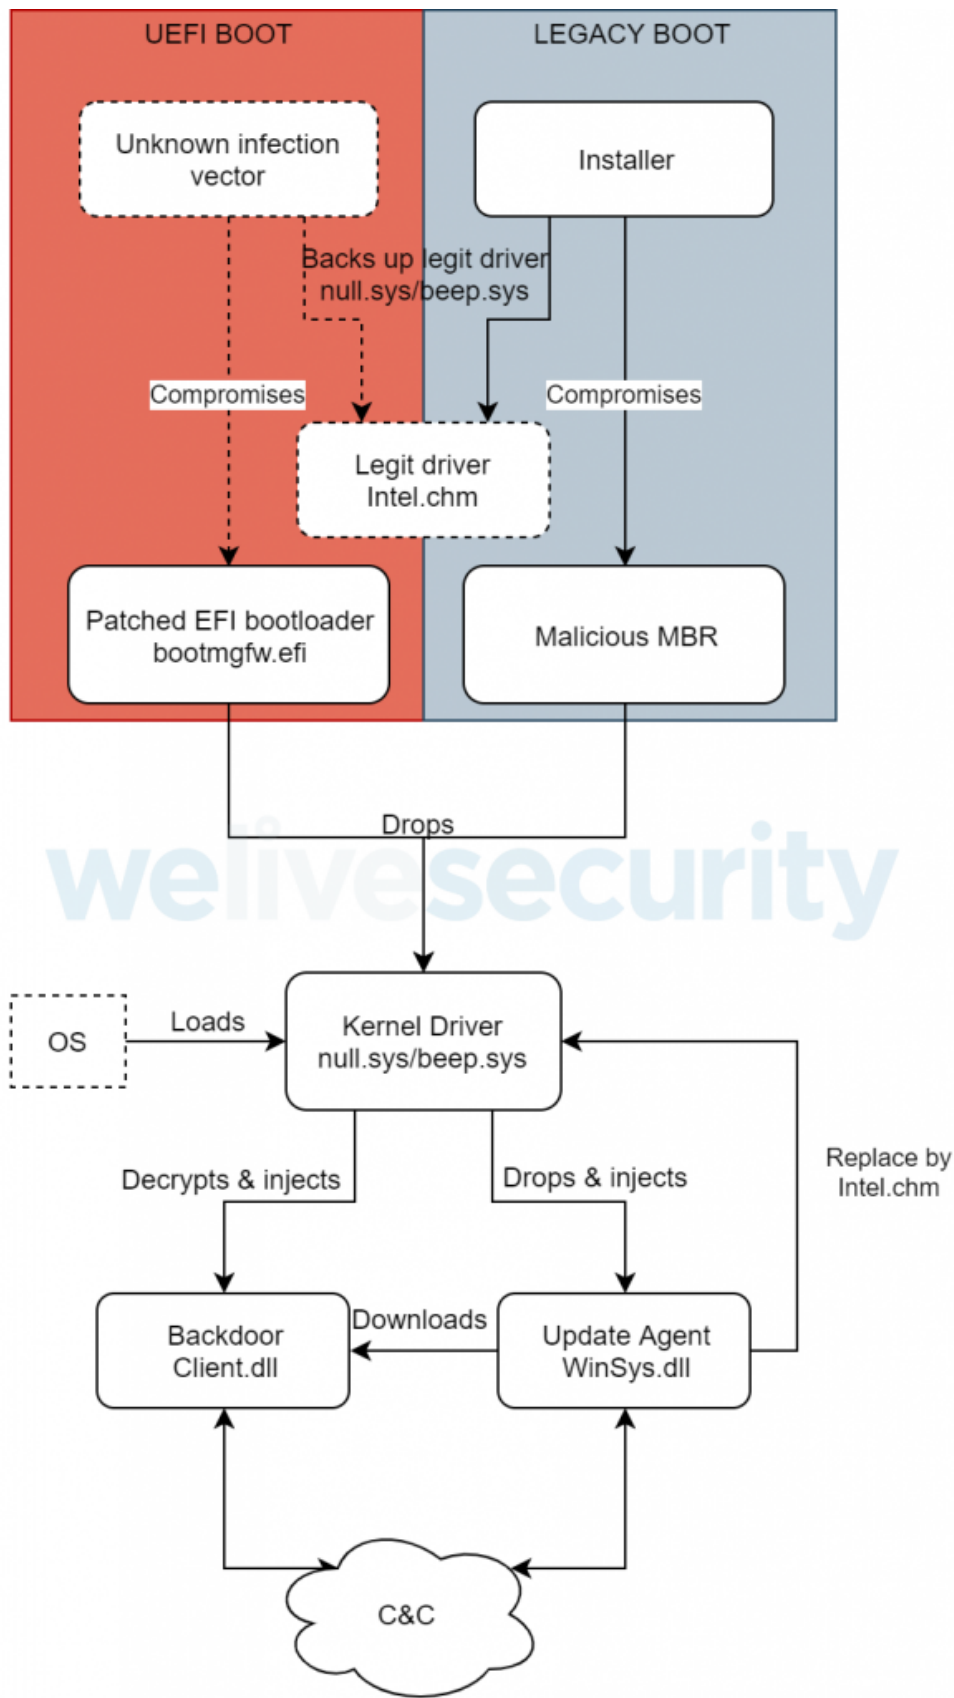 UEFI BOOT
LEGACY BOOT
Unknown infection
vector
Installer
Backs up legit driver
null.sys/beep.sys
Compromises
Compromises
Legit driver
Intel.chm
Patched EFI bootloader
bootmgfw.efi
Malicious MBR
Drops
welivesecurity
OS
Loads
Kernel Driver
null.sys/beep.sys
Decrypts & injects
Drops & injects
Replace by
Intel.chm
Backdoor
Client.dll
Downloads
Update Agent
WinSys.dll
C&C